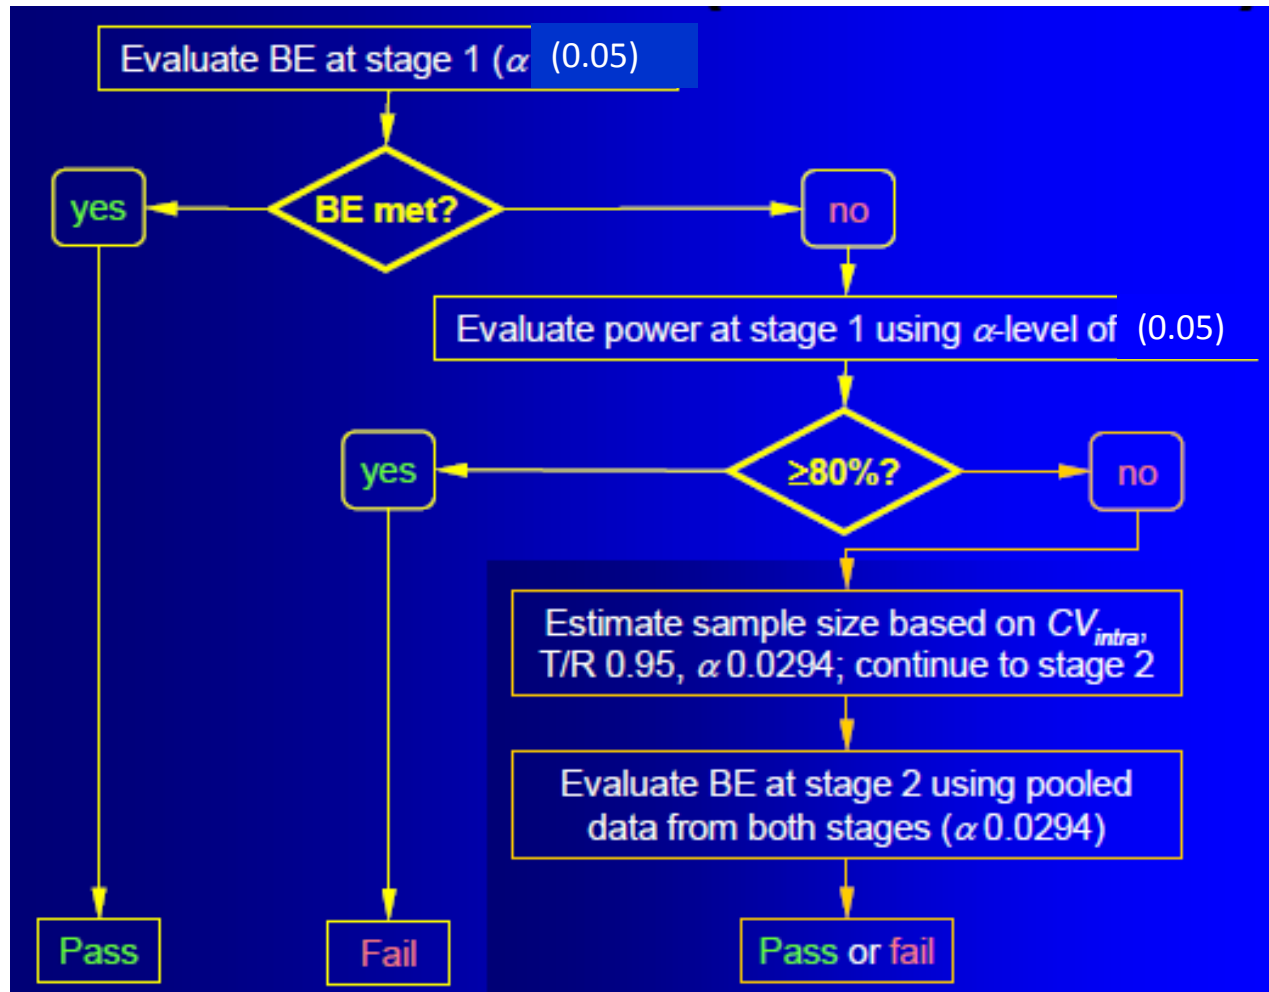 Evaluate BE at stage 1 (α (0.05)
yes
BE met?
no
Evaluate power at stage 1 using α-level of (0.05)
yes
≥80%?
no
Estimate sample size based on CVintra,
T/R 0.95, α 0.0294; continue to stage 2
Evaluate BE at stage 2 using pooled
data from both stages (α 0.0294)
Pass
Fail
Pass or fail